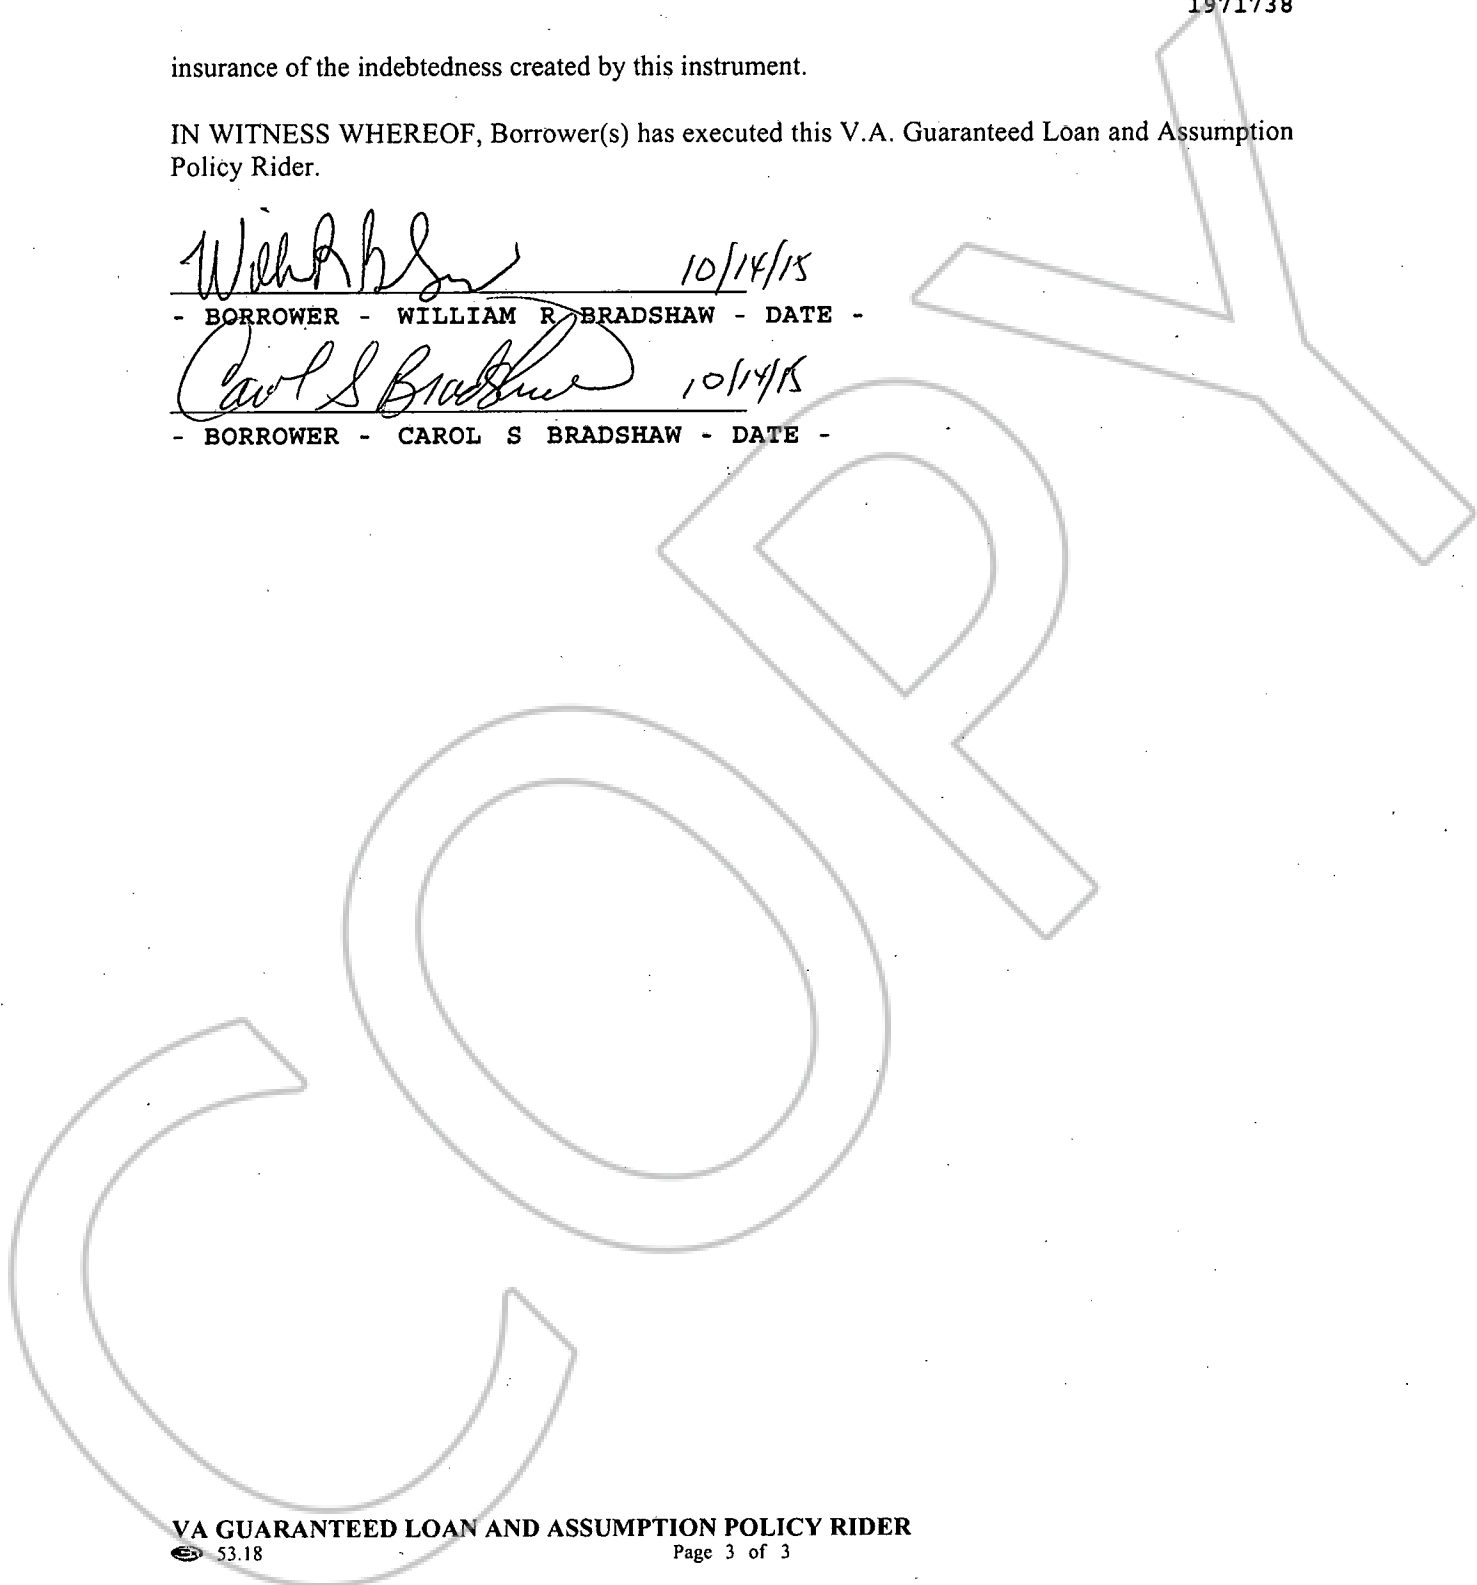 1971738
insurance of the indebtedness created by this instrument.
IN WITNESS WHEREOF, Borrower(s) has executed this V.A. Guaranteed Loan and Assumption
Policy Rider.
10/14/15
- BORROWER - WILLIAM R BRADSHAW - DATE -
Carol S Bradshaw 10/14/15
- BORROWER - CAROL S BRADSHAW - DATE -
COPY
VA GUARANTEED LOAN AND ASSUMPTION POLICY RIDER
53.18 Page 3 of 3